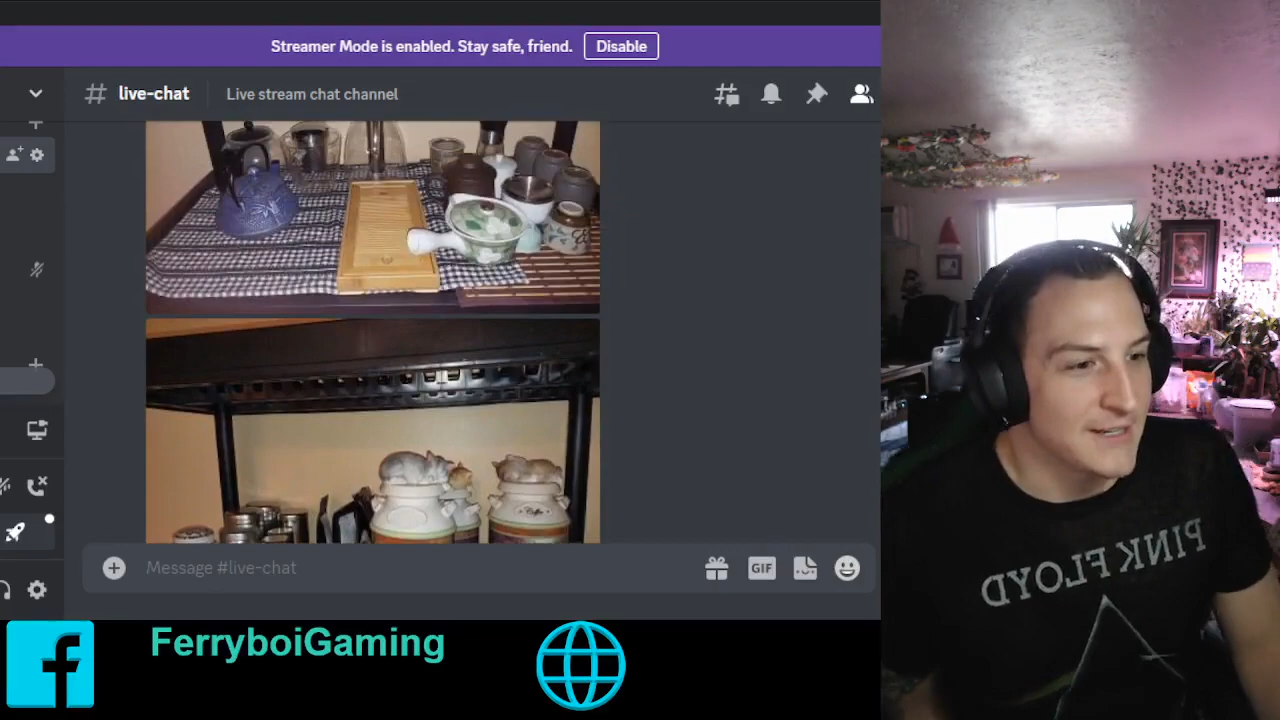 Streamer Mode is enabled. Stay safe, friend.
Disable
# live-chat
Live stream chat channel
Message #live-chat
GIF
FerryboiGaming
PINK FLOYD